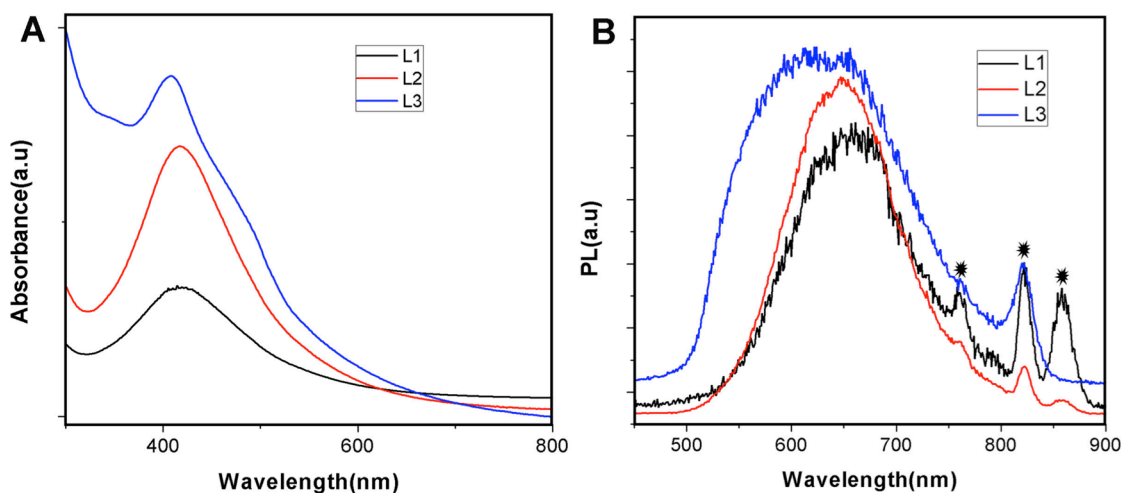 A
Absorbance(a.u)
L1
L2
L3
400
600
800
Wavelength(nm)
B
PL(a.u)
L1
L2
L3
500
600
700
800
900
Wavelength(nm)